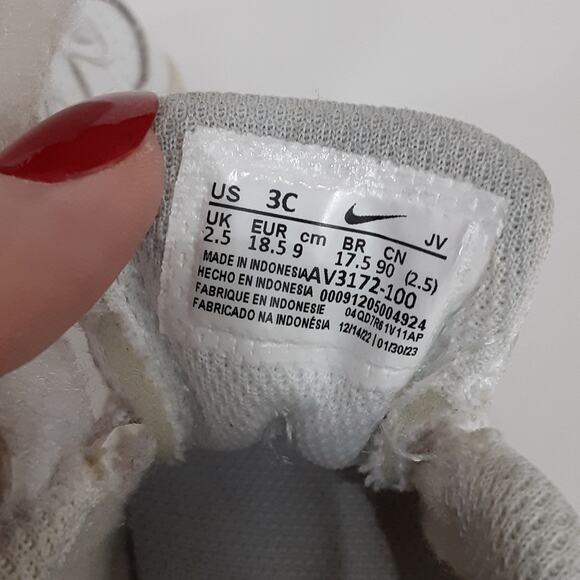 US 3C JV
UK EUR cm BR CN
2.5 18.5 9 17.5 90 (2.5)
MADE IN INDONESIA AV3172-100
HECHO EN INDONESIA 00091205004924
FABRIQUE EN INDONESIE 04QD7R61V11AP
FABRICADO NA INDONÉSIA 12/14/22 | 01/30/23